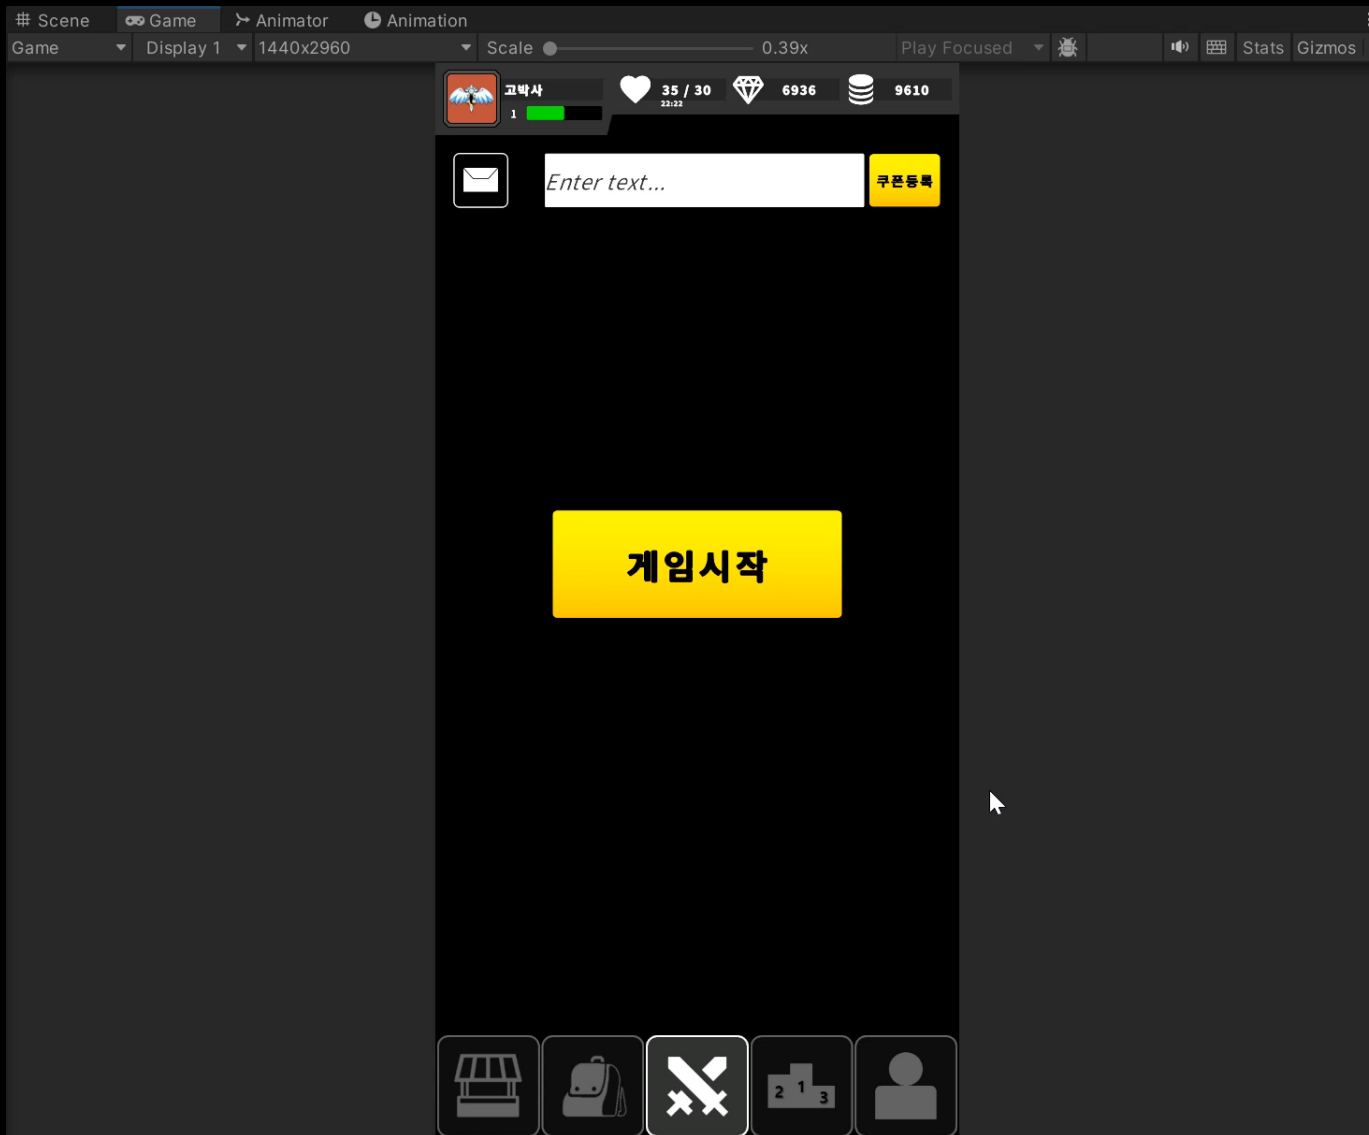 Scene Game Animator Animation
Game Display 1 1440x2960 Scale 0.39x Play Focused Stats Gizmos
고박사 35 / 30 6936 9610
22:22
1
Enter text... 쿠폰등록
게임시작
2 1 3